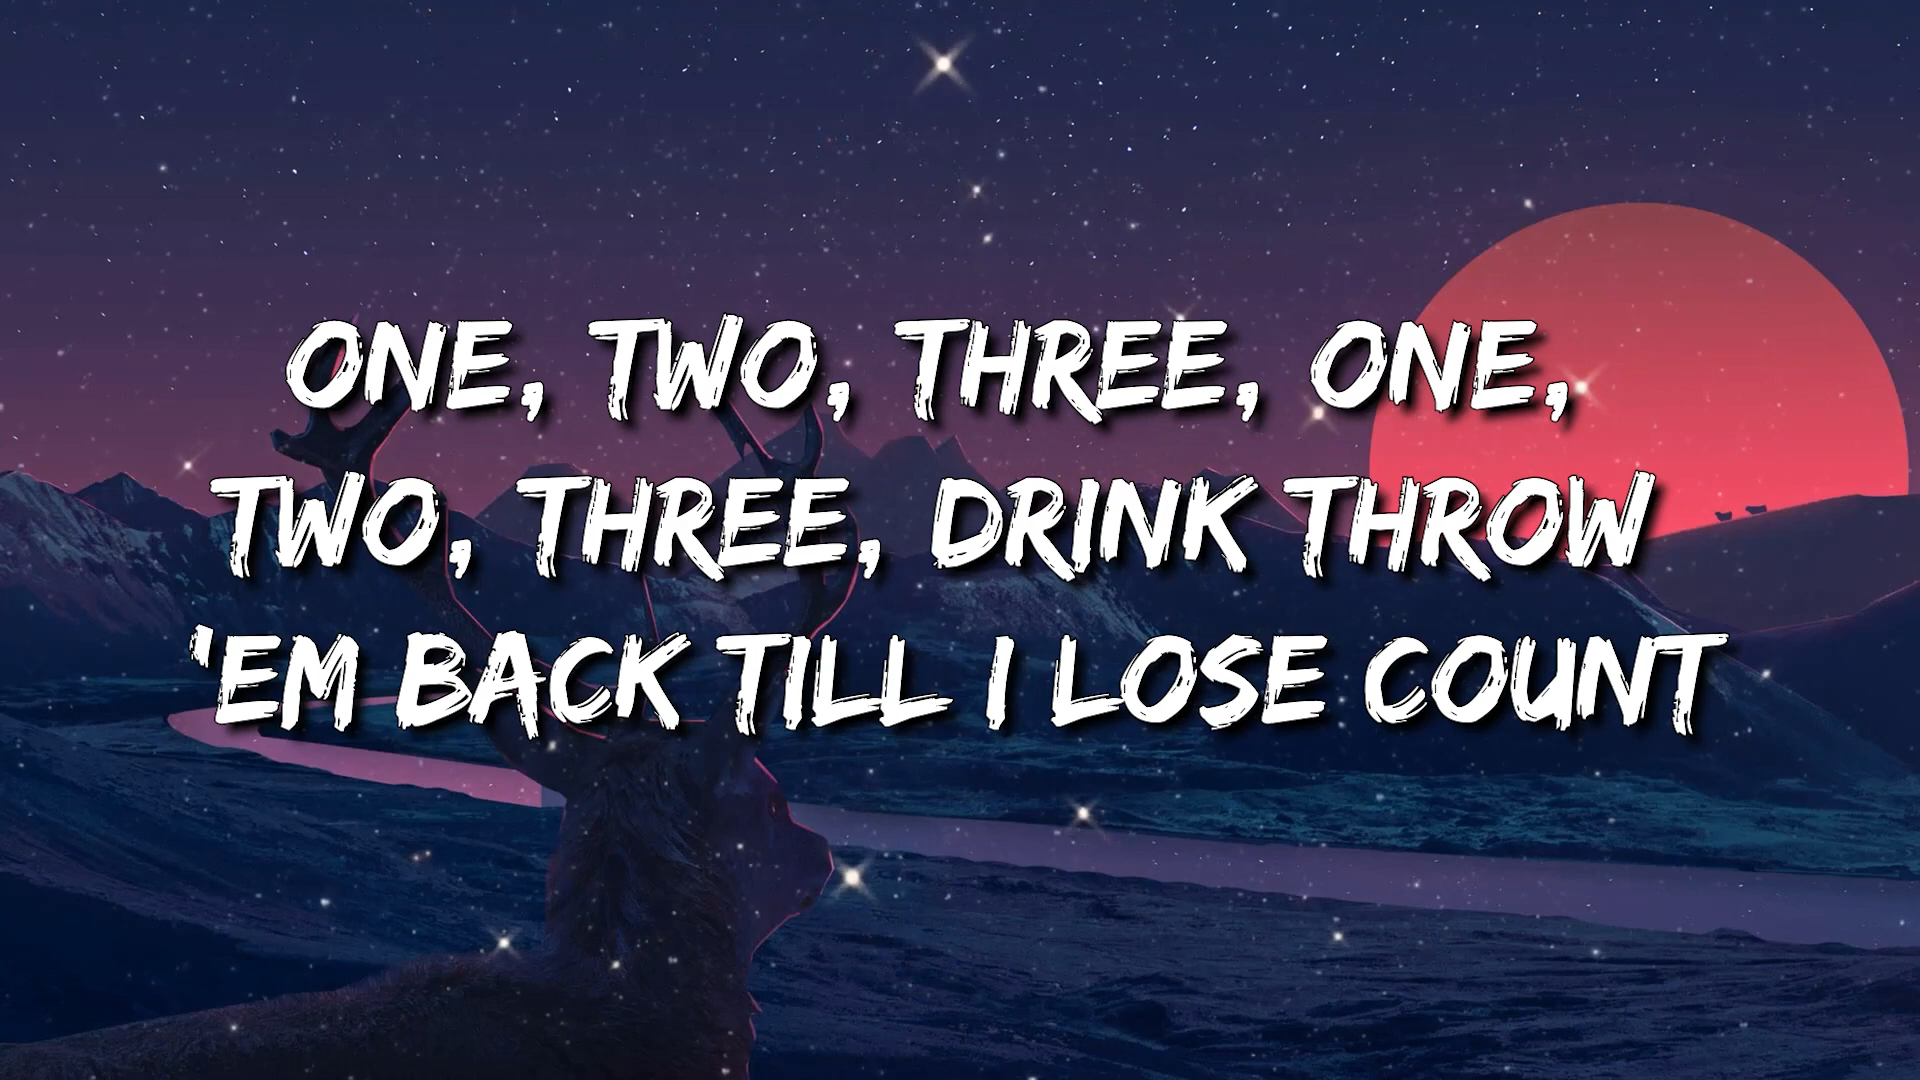 ONE, TWO, THREE, ONE,
TWO, THREE, DRINK THROW
'EM BACK TILL I LOSE COUNT